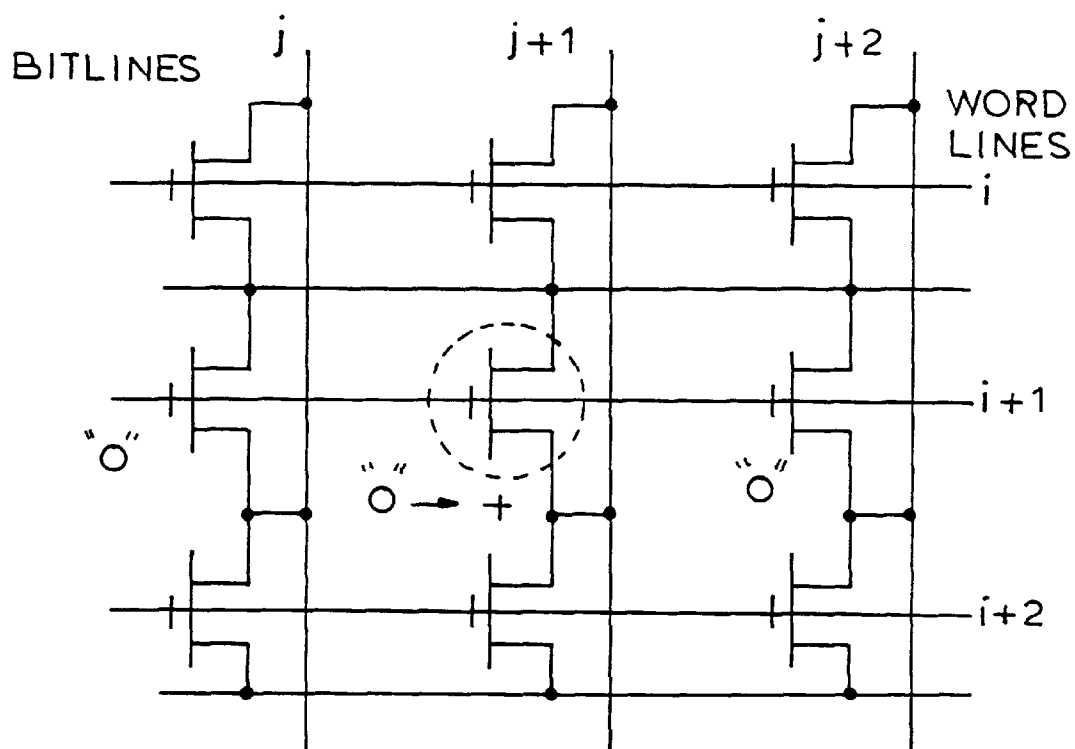 j
j+1
j+2
BITLINES
WORD
LINES
i
i+1
"O"
"O" → +
"O"
i+2